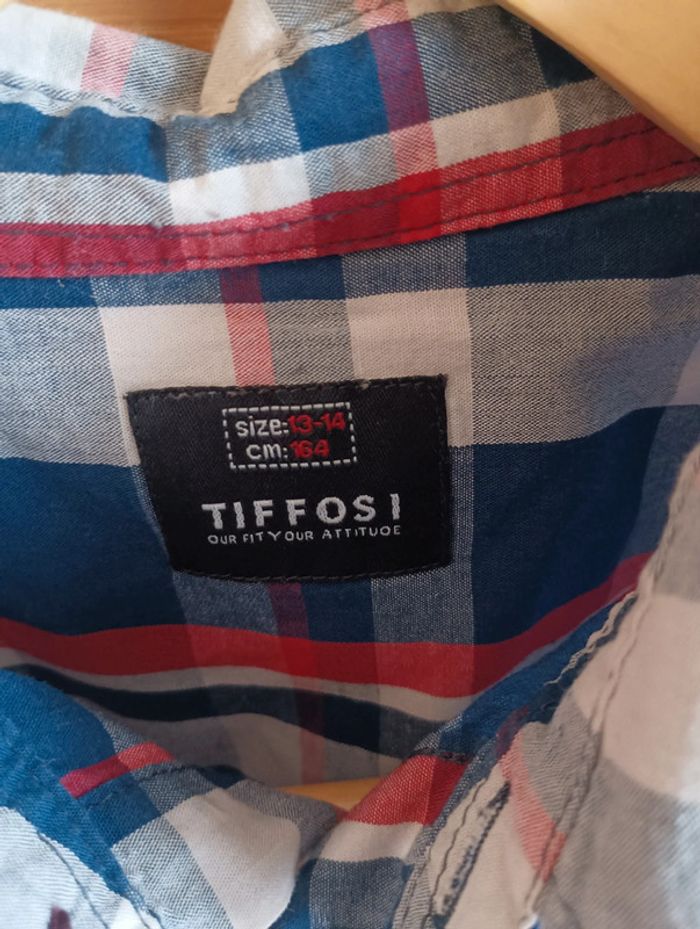 size:13-14
cm:164
TIFFOSI
OUR FIT YOUR ATTITUDE